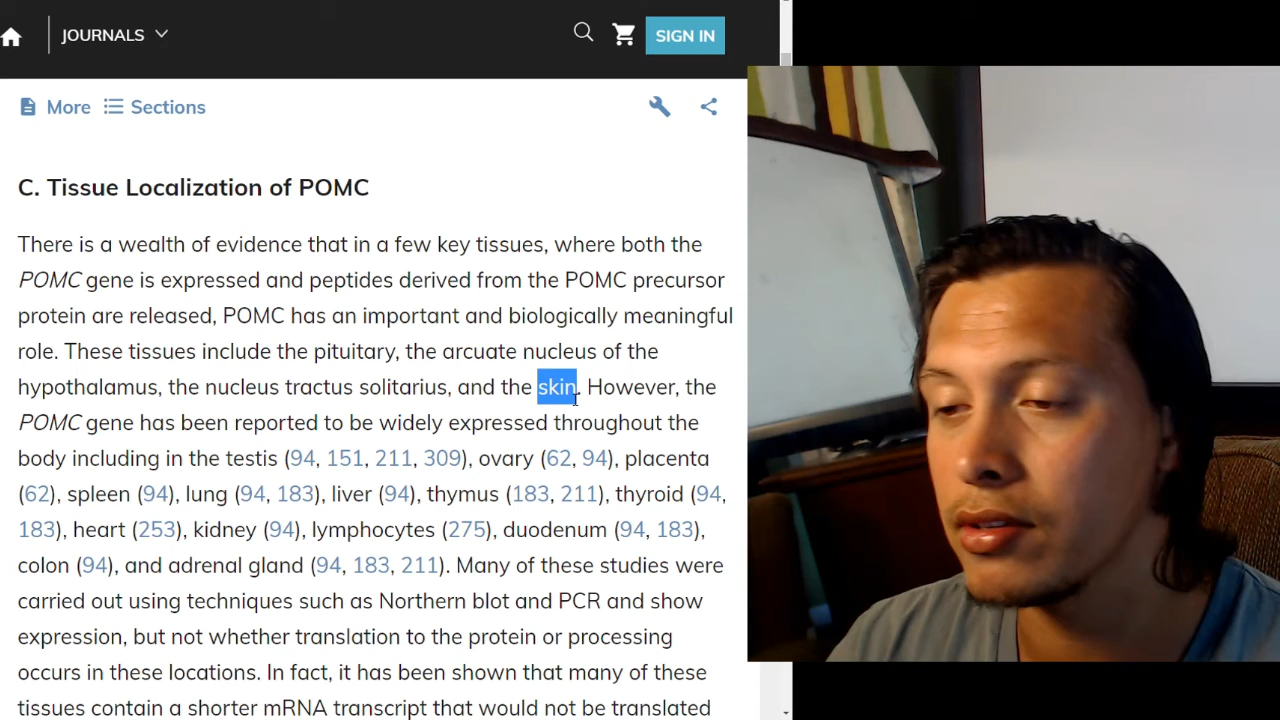 JOURNALS
SIGN IN
More
Sections
C. Tissue Localization of POMC
There is a wealth of evidence that in a few key tissues, where both the
POMC gene is expressed and peptides derived from the POMC precursor
protein are released, POMC has an important and biologically meaningful
role. These tissues include the pituitary, the arcuate nucleus of the
hypothalamus, the nucleus tractus solitarius, and the skin. However, the
POMC gene has been reported to be widely expressed throughout the
body including in the testis (94, 151, 211, 309), ovary (62, 94), placenta
(62), spleen (94), lung (94, 183), liver (94), thymus (183, 211), thyroid (94,
183), heart (253), kidney (94), lymphocytes (275), duodenum (94, 183),
colon (94), and adrenal gland (94, 183, 211). Many of these studies were
carried out using techniques such as Northern blot and PCR and show
expression, but not whether translation to the protein or processing
occurs in these locations. In fact, it has been shown that many of these
tissues contain a shorter mRNA transcript that would not be translated